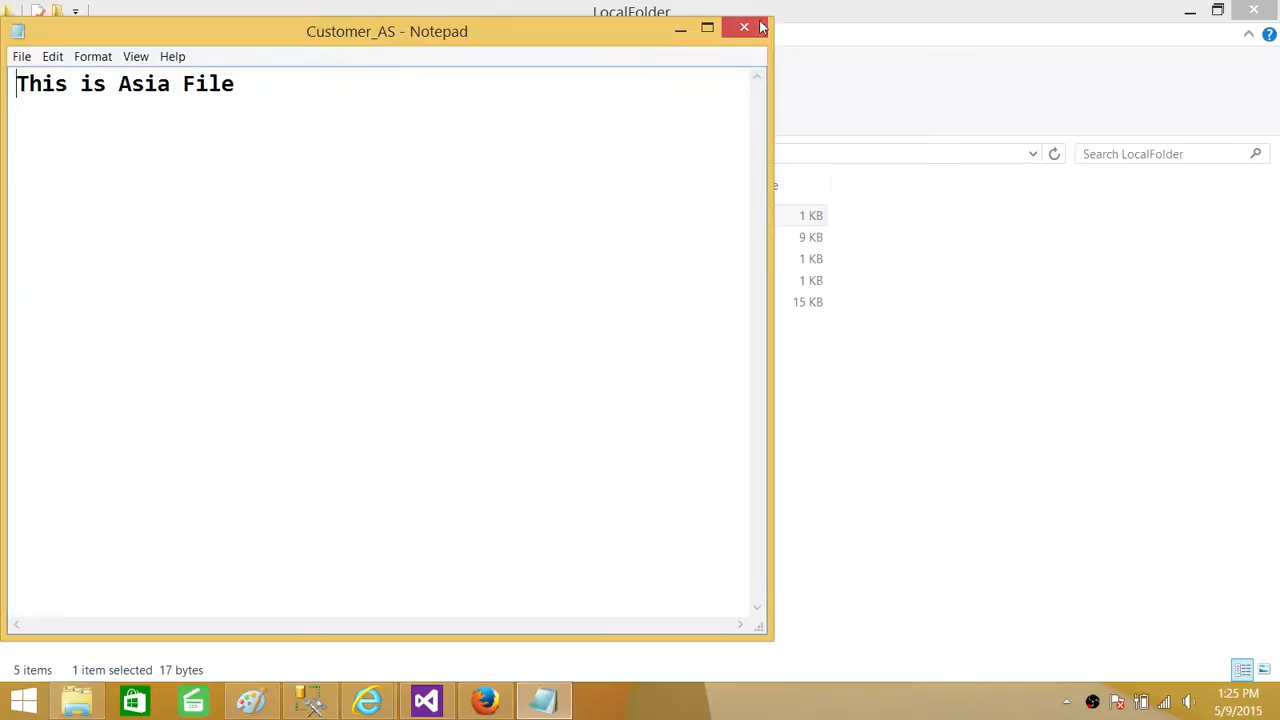 LocalFolder
Customer_AS - Notepad
File Edit Format View Help
This is Asia File
Search LocalFolder
1 KB
9 KB
1 KB
1 KB
15 KB
5 items 1 item selected 17 bytes
1:25 PM
5/9/2015